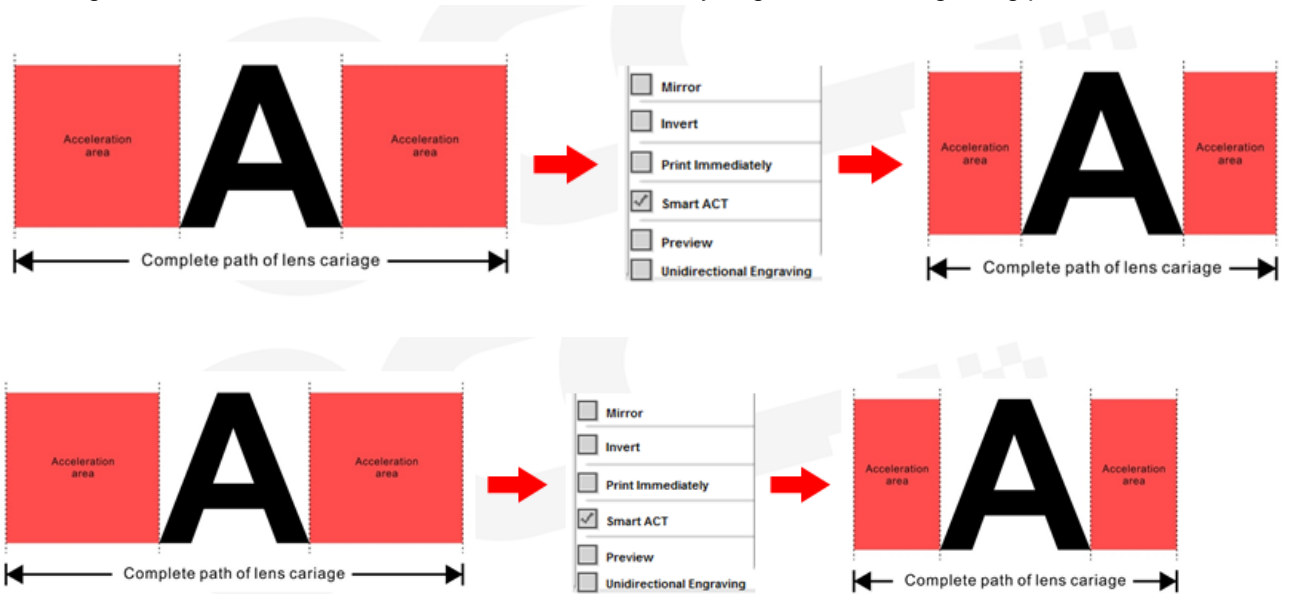 Acceleration
area
A
Acceleration
area
Complete path of lens cariage
Mirror
Invert
Print Immediately
Smart ACT
Preview
Unidirectional Engraving
Acceleration
area
A
Acceleration
area
Complete path of lens cariage
Acceleration
area
A
Acceleration
area
Complete path of lens cariage
Mirror
Invert
Print Immediately
Smart ACT
Preview
Unidirectional Engraving
Acceleration
area
A
Acceleration
area
Complete path of lens cariage